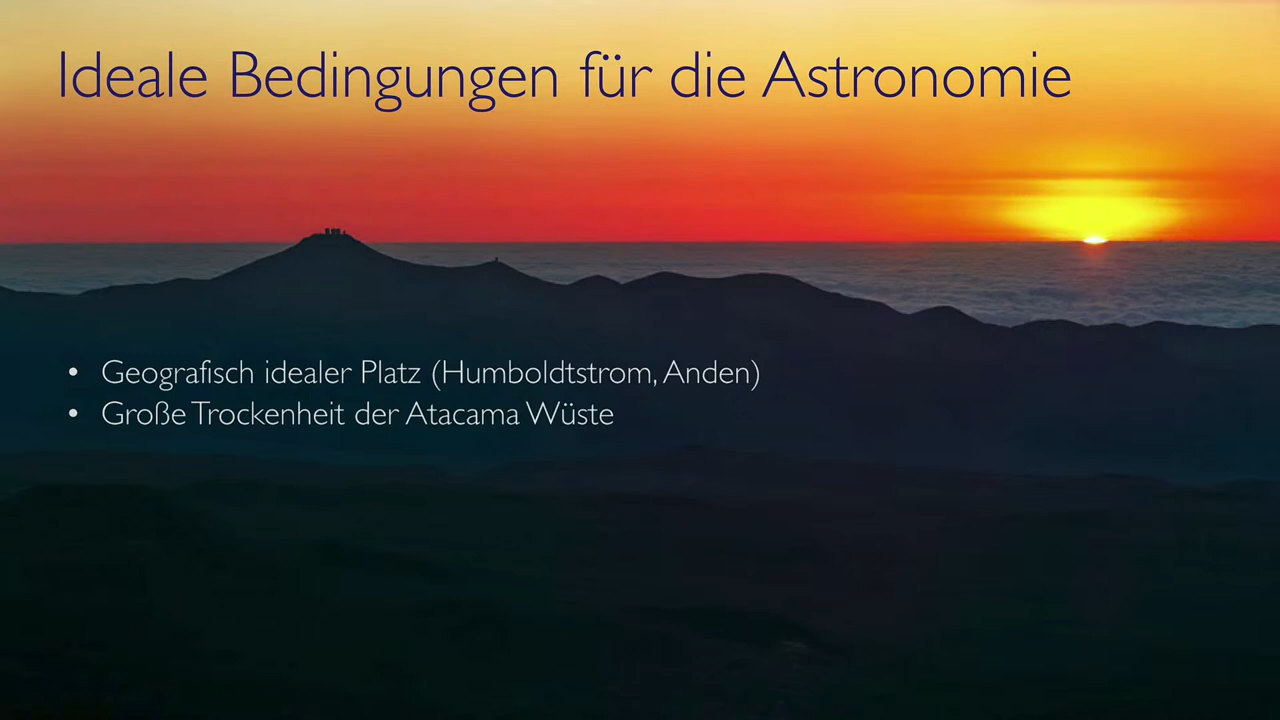 Ideale Bedingungen für die Astronomie
• Geografisch idealer Platz (Humboldtstrom, Anden)
• Große Trockenheit der Atacama Wüste